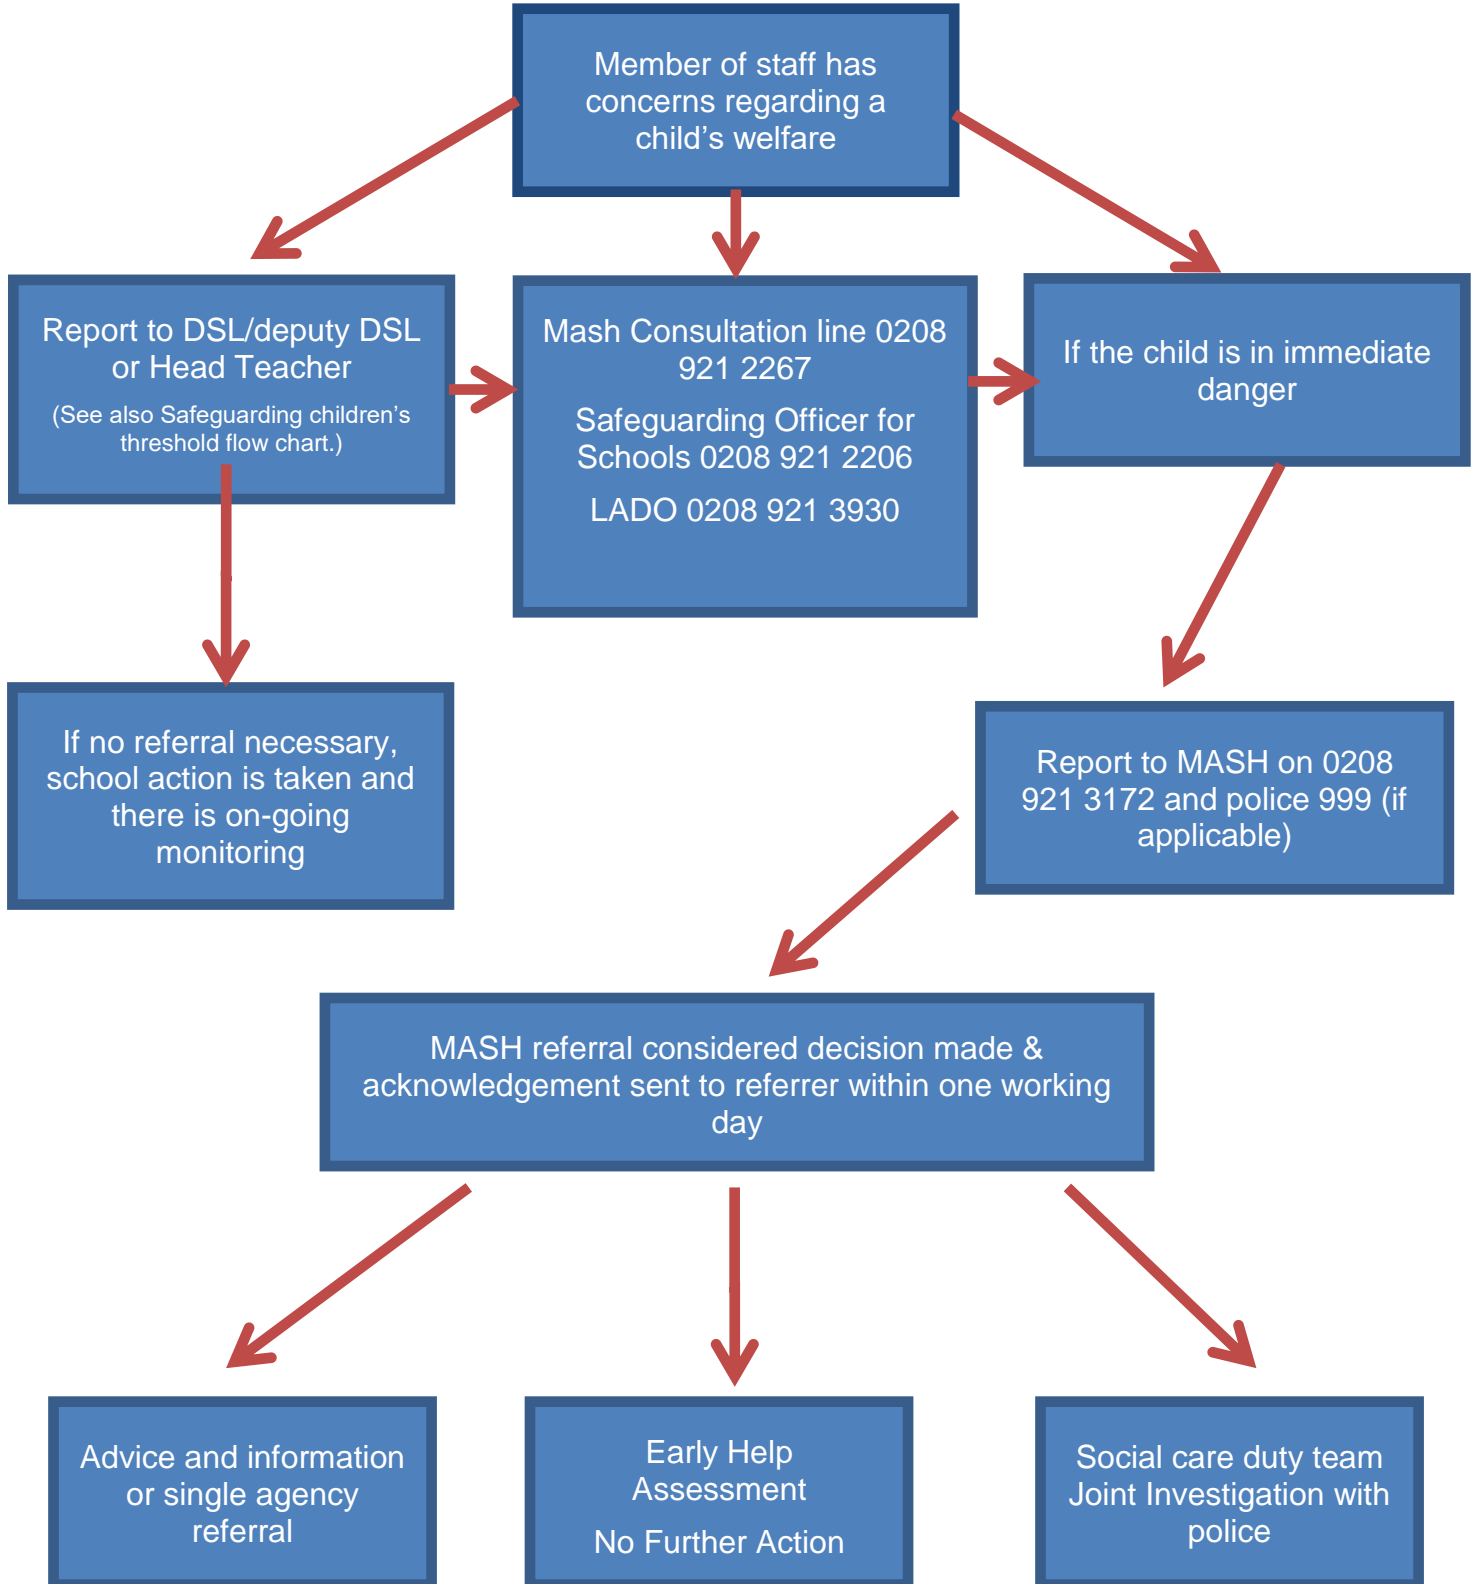 Member of staff has
concerns regarding a
child’s welfare
Report to DSL/deputy DSL
or Head Teacher
(See also Safeguarding children’s
threshold flow chart.)
Mash Consultation line 0208
921 2267
Safeguarding Officer for
Schools 0208 921 2206
LADO 0208 921 3930
If the child is in immediate
danger
If no referral necessary,
school action is taken and
there is on-going
monitoring
Report to MASH on 0208
921 3172 and police 999 (if
applicable)
MASH referral considered decision made &
acknowledgement sent to referrer within one working
day
Advice and information
or single agency
referral
Early Help
Assessment
No Further Action
Social care duty team
Joint Investigation with
police